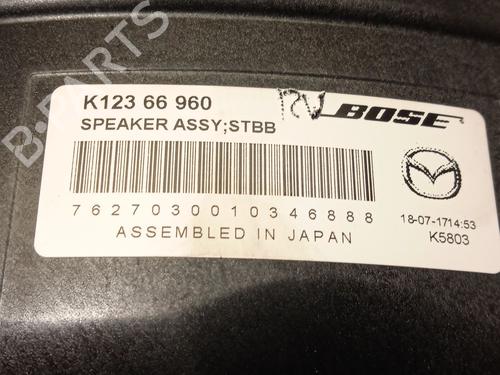 K123 66 960
SPEAKER ASSY;STBB
BOSE
7627030010346888
ASSEMBLED IN JAPAN
18-07-1714:53
K5803
B-PARTS